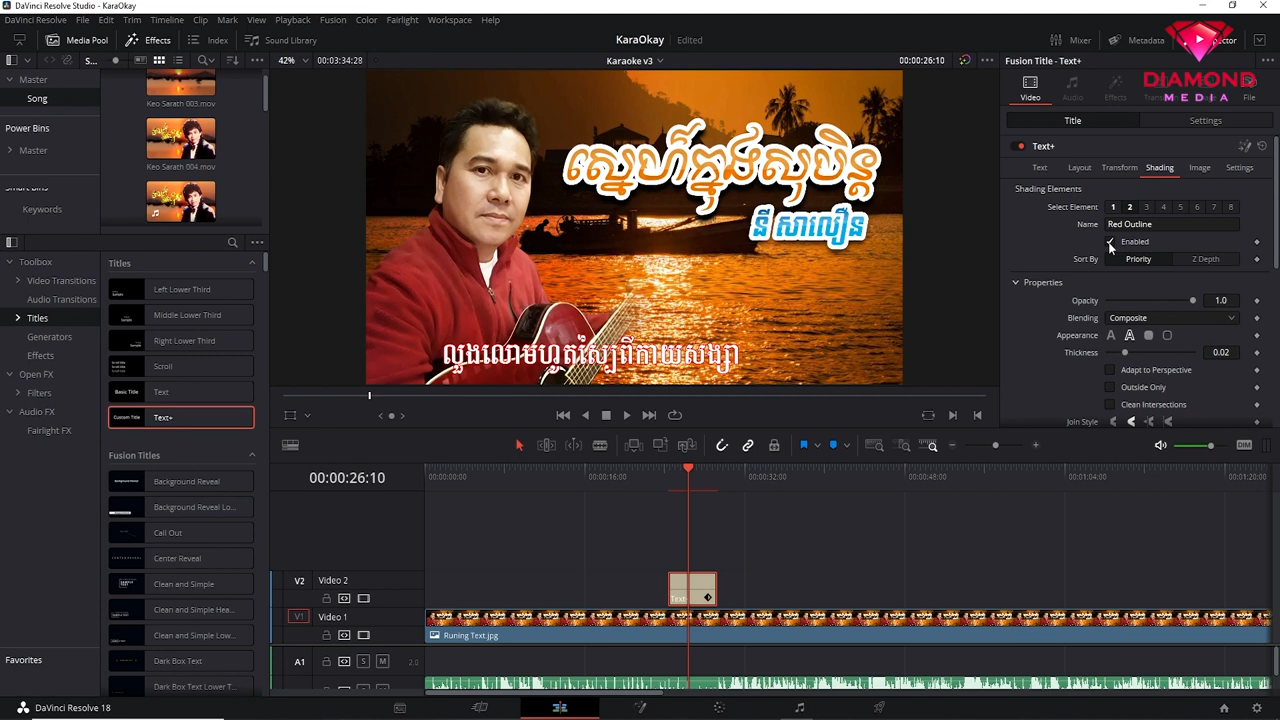 DaVinci Resolve Studio - KaraOkay
DaVinci Resolve File Edit Trim Timeline Clip Mark View Playback Fusion Color Fairlight Workspace Help
Media Pool Effects Index Sound Library KaraOkay Edited Mixer Metadata
S... 42% 00:03:34:28 Karaoke v3 00:00:26:10 Fusion Title - Text+
DIAMOND
MEDIA
Video Audio Effects File
Master
Song
Power Bins
Master
Smart Bins
Keywords
Keo Sarath 003.mov
Keo Sarath 004.mov
ស្នេហ៍ក្នុងសុបិន្ត
នី សាលឿន
លួងលោមហួតស្បៃពីកាយសង្សា
Title Settings
Text+
Text Layout Transform Shading Image Settings
Shading Elements
Select Element 1 2 3 4 5 6 7 8
Name Red Outline
Enabled
Sort By Priority Z Depth
Properties
Opacity 1.0
Blending Composite
Appearance A A
Thickness 0.02
Adapt to Perspective
Outside Only
Clean Intersections
Join Style
Toolbox
Video Transitions
Audio Transitions
Titles
Generators
Effects
Open FX
Filters
Audio FX
Fairlight FX
Favorites
Titles
Left Lower Third
Middle Lower Third
Right Lower Third
Scroll
Basic Title Text
Custom Title Text+
Fusion Titles
Background Reveal
Background Reveal Lo...
Call Out
Center Reveal
Clean and Simple
Clean and Simple Hea...
Clean and Simple Low...
Dark Box Text
Dark Box Text Lower T...
DIM
00:00:26:10 00:00:00:00 00:00:16:00 00:00:32:00 00:00:48:00 00:01:04:00 00:01:20:00
V2 Video 2
Text
V1 Video 1
Runing Text.jpg
A1 S M 2.0
DaVinci Resolve 18